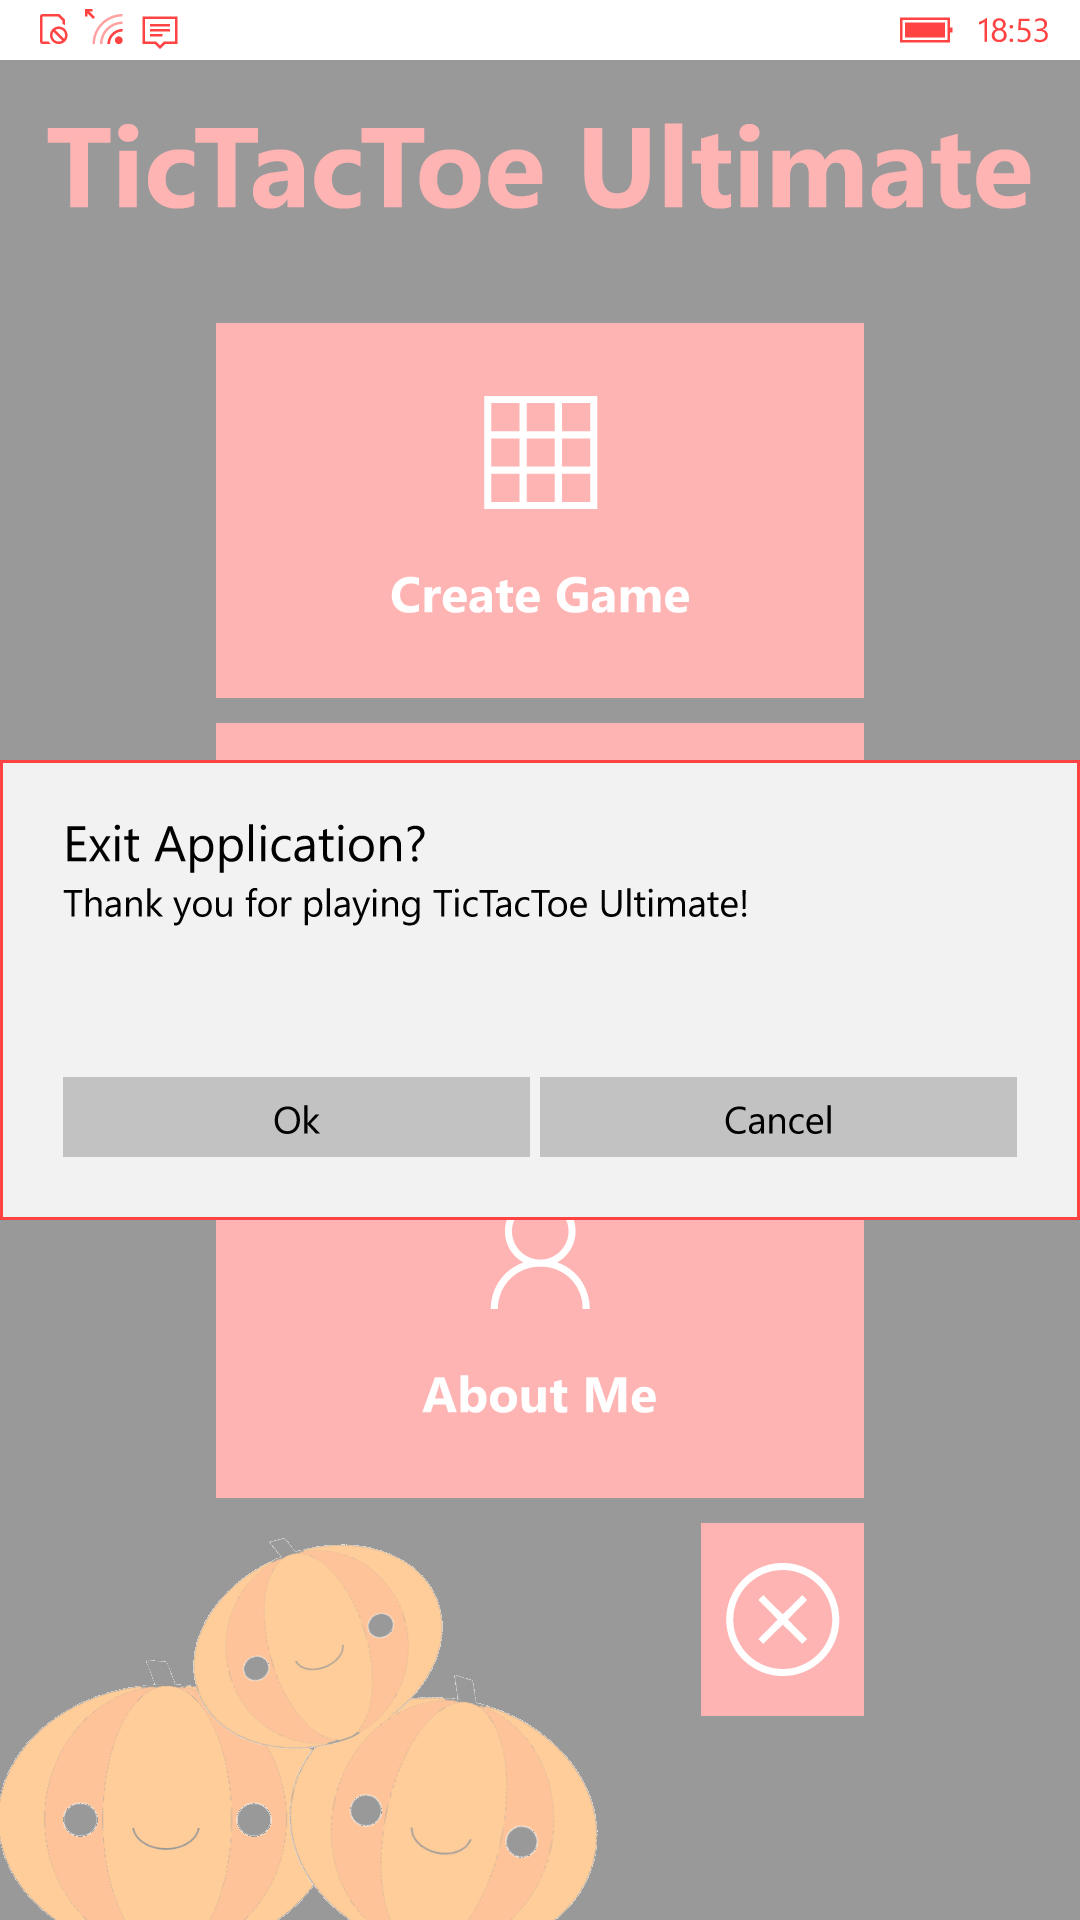 18:53
TicTacToe Ultimate
Create Game
Exit Application?
Thank you for playing TicTacToe Ultimate!
Ok
Cancel
About Me